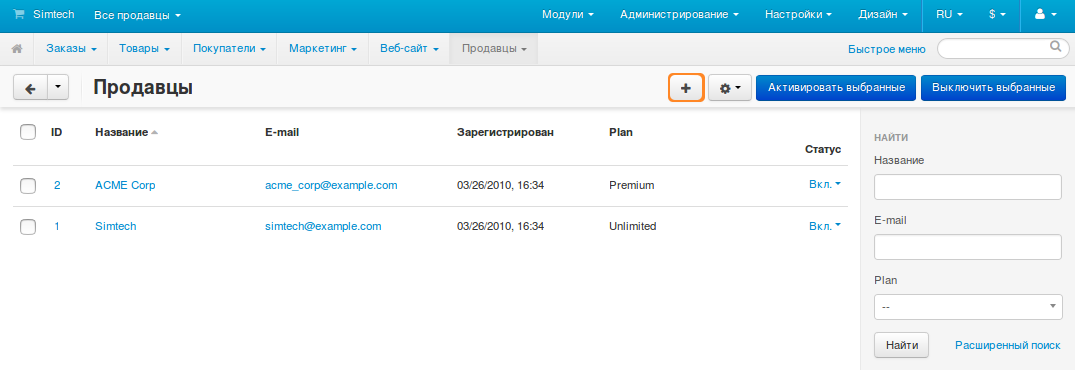 Simtech Все продавцы Модули Администрирование Настройки Дизайн RU $
Заказы Товары Покупатели Маркетинг Веб-сайт Продавцы Быстрое меню
Продавцы + Активировать выбранные Выключить выбранные
ID Название E-mail Зарегистрирован Plan Статус
2 ACME Corp acme_corp@example.com 03/26/2010, 16:34 Premium Вкл.
1 Simtech simtech@example.com 03/26/2010, 16:34 Unlimited Вкл.
НАЙТИ
Название
E-mail
Plan
--
Найти Расширенный поиск